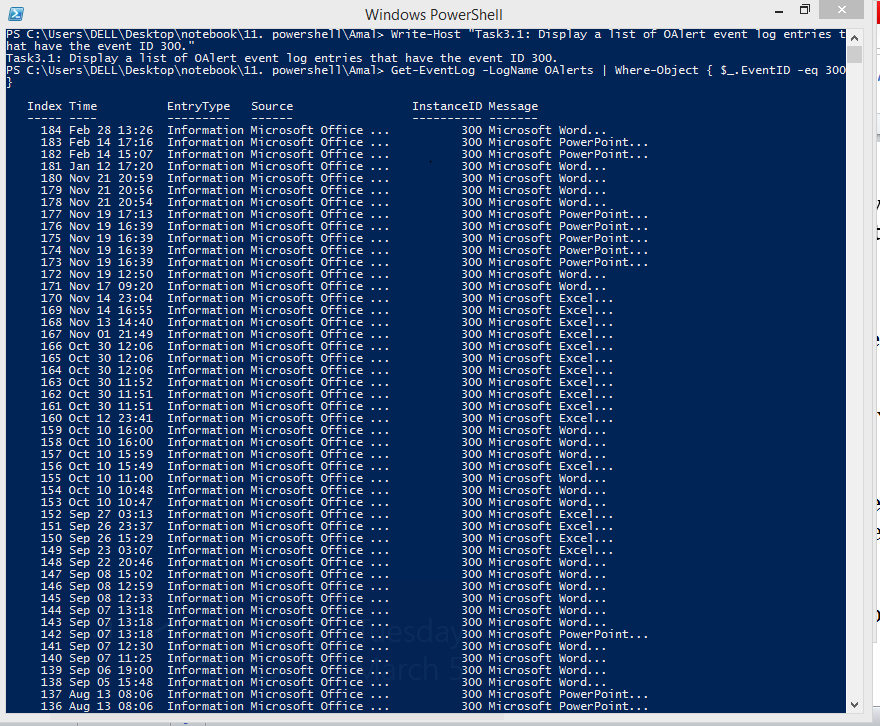 Windows PowerShell
PS C:\Users\DELL\Desktop\notebook\11. powershell\Amal> Write-Host "Task3.1: Display a list of OAlert event log entries t
hat have the event ID 300."
Task3.1: Display a list of OAlert event log entries that have the event ID 300.
PS C:\Users\DELL\Desktop\notebook\11. powershell\Amal> Get-EventLog -LogName OAlerts | Where-Object { $_.EventID -eq 300
}
Index Time EntryType Source InstanceID Message
----- ---- --------- ------ ---------- -------
184 Feb 28 13:26 Information Microsoft Office ... 300 Microsoft Word...
183 Feb 14 17:16 Information Microsoft Office ... 300 Microsoft PowerPoint...
182 Feb 14 15:07 Information Microsoft Office ... 300 Microsoft PowerPoint...
181 Jan 12 17:20 Information Microsoft Office ... 300 Microsoft Word...
180 Nov 21 20:59 Information Microsoft Office ... 300 Microsoft Word...
179 Nov 21 20:56 Information Microsoft Office ... 300 Microsoft Word...
178 Nov 21 20:54 Information Microsoft Office ... 300 Microsoft Word...
177 Nov 19 17:13 Information Microsoft Office ... 300 Microsoft PowerPoint...
176 Nov 19 16:39 Information Microsoft Office ... 300 Microsoft PowerPoint...
175 Nov 19 16:39 Information Microsoft Office ... 300 Microsoft PowerPoint...
174 Nov 19 16:39 Information Microsoft Office ... 300 Microsoft PowerPoint...
173 Nov 19 16:39 Information Microsoft Office ... 300 Microsoft PowerPoint...
172 Nov 19 12:50 Information Microsoft Office ... 300 Microsoft Word...
171 Nov 17 09:20 Information Microsoft Office ... 300 Microsoft Word...
170 Nov 14 23:04 Information Microsoft Office ... 300 Microsoft Excel...
169 Nov 14 16:55 Information Microsoft Office ... 300 Microsoft Excel...
168 Nov 13 14:40 Information Microsoft Office ... 300 Microsoft Excel...
167 Nov 01 21:49 Information Microsoft Office ... 300 Microsoft Excel...
166 Oct 30 12:06 Information Microsoft Office ... 300 Microsoft Excel...
165 Oct 30 12:06 Information Microsoft Office ... 300 Microsoft Excel...
164 Oct 30 12:06 Information Microsoft Office ... 300 Microsoft Excel...
163 Oct 30 11:52 Information Microsoft Office ... 300 Microsoft Excel...
162 Oct 30 11:51 Information Microsoft Office ... 300 Microsoft Excel...
161 Oct 30 11:51 Information Microsoft Office ... 300 Microsoft Excel...
160 Oct 12 23:41 Information Microsoft Office ... 300 Microsoft Excel...
159 Oct 10 16:00 Information Microsoft Office ... 300 Microsoft Word...
158 Oct 10 16:00 Information Microsoft Office ... 300 Microsoft Word...
157 Oct 10 15:59 Information Microsoft Office ... 300 Microsoft Word...
156 Oct 10 15:49 Information Microsoft Office ... 300 Microsoft Excel...
155 Oct 10 11:00 Information Microsoft Office ... 300 Microsoft Word...
154 Oct 10 10:48 Information Microsoft Office ... 300 Microsoft Word...
153 Oct 10 10:47 Information Microsoft Office ... 300 Microsoft Word...
152 Sep 27 03:13 Information Microsoft Office ... 300 Microsoft Excel...
151 Sep 26 23:37 Information Microsoft Office ... 300 Microsoft Excel...
150 Sep 26 15:29 Information Microsoft Office ... 300 Microsoft Excel...
149 Sep 23 03:07 Information Microsoft Office ... 300 Microsoft Excel...
148 Sep 22 20:46 Information Microsoft Office ... 300 Microsoft Word...
147 Sep 08 15:02 Information Microsoft Office ... 300 Microsoft Word...
146 Sep 08 12:59 Information Microsoft Office ... 300 Microsoft Word...
145 Sep 08 12:33 Information Microsoft Office ... 300 Microsoft Word...
144 Sep 07 13:18 Information Microsoft Office ... 300 Microsoft Word...
143 Sep 07 13:18 Information Microsoft Office ... 300 Microsoft Word...
142 Sep 07 13:18 Information Microsoft Office ... 300 Microsoft PowerPoint...
141 Sep 07 12:30 Information Microsoft Office ... 300 Microsoft Word...
140 Sep 07 11:25 Information Microsoft Office ... 300 Microsoft Word...
139 Sep 06 19:00 Information Microsoft Office ... 300 Microsoft Word...
138 Sep 05 15:48 Information Microsoft Office ... 300 Microsoft Word...
137 Aug 13 08:06 Information Microsoft Office ... 300 Microsoft PowerPoint...
136 Aug 13 08:06 Information Microsoft Office ... 300 Microsoft PowerPoint...